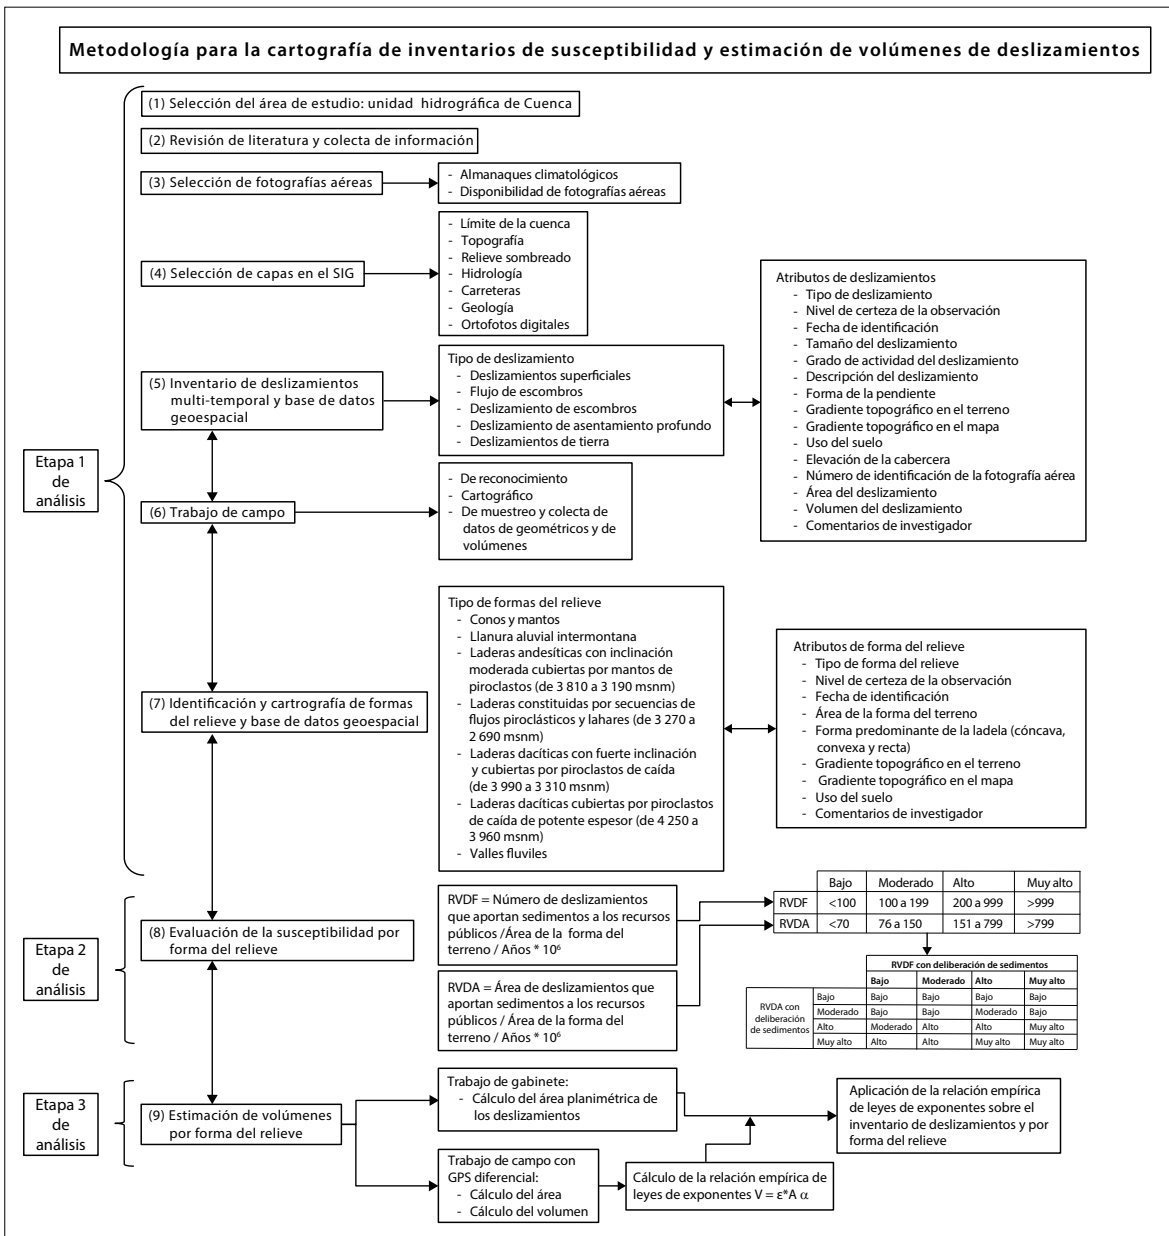 Metodología para la cartografía de inventarios de susceptibilidad y estimación de volúmenes de deslizamientos
Etapa 1
de
análisis
(1) Selección del área de estudio: unidad hidrográfica de Cuenca
(2) Revisión de literatura y colecta de información
(3) Selección de fotografías aéreas
- Almanaques climatológicos
- Disponibilidad de fotografías aéreas
(4) Selección de capas en el SIG
- Límite de la cuenca
- Topografía
- Relieve sombreado
- Hidrología
- Carreteras
- Geología
- Ortofotos digitales
(5) Inventario de deslizamientos
multi-temporal y base de datos
geoespacial
Tipo de deslizamiento
- Deslizamientos superficiales
- Flujo de escombros
- Deslizamiento de escombros
- Deslizamiento de asentamiento profundo
- Deslizamientos de tierra
Atributos de deslizamientos
- Tipo de deslizamiento
- Nivel de certeza de la observación
- Fecha de identificación
- Tamaño del deslizamiento
- Grado de actividad del deslizamiento
- Descripción del deslizamiento
- Forma de la pendiente
- Gradiente topográfico en el terreno
- Gradiente topográfico en el mapa
- Uso del suelo
- Elevación de la cabercera
- Número de identificación de la fotografía aérea
- Área del deslizamiento
- Volumen del deslizamiento
- Comentarios de investigador
(6) Trabajo de campo
- De reconocimiento
- Cartográfico
- De muestreo y colecta de
datos de geométricos y de
volúmenes
(7) Identificación y cartografía de formas
del relieve y base de datos geoespacial
Tipo de formas del relieve
- Conos y mantos
- Llanura aluvial intermontana
- Laderas andesíticas con inclinación
moderada cubiertas por mantos de
piroclastos (de 3 810 a 3 190 msnm)
- Laderas constituidas por secuencias de
flujos piroclásticos y lahares (de 3 270 a
2 690 msnm)
- Laderas dacíticas con fuerte inclinación
y cubiertas por piroclastos de caída
(de 3 990 a 3 310 msnm)
- Laderas dacíticas cubiertas por piroclastos
de caída de potente espesor (de 4 250 a
3 960 msnm)
- Valles fluviles
Atributos de forma del relieve
- Tipo de forma del relieve
- Nivel de certeza de la observación
- Fecha de identificación
- Área de la forma del terreno
- Forma predominante de la ladela (cóncava,
convexa y recta)
- Gradiente topográfico en el terreno
- Gradiente topográfico en el mapa
- Uso del suelo
- Comentarios de investigador
Etapa 2
de
análisis
(8) Evaluación de la susceptibilidad por
forma del relieve
RVDF = Número de deslizamientos
que aportan sedimentos a los recursos
públicos /Área de la forma del
terreno / Años * 10⁶
RVDA = Área de deslizamientos que
aportan sedimentos a los recursos
públicos / Área de la forma del
terreno / Años * 10⁶
Bajo Moderado Alto Muy alto
RVDF <100 100 a 199 200 a 999 >999
RVDA <70 76 a 150 151 a 799 >799
RVDF con deliberación de sedimentos
Bajo Moderado Alto Muy alto
RVDA con
deliberación
de sedimentos
Bajo Bajo Bajo Bajo Bajo
Moderado Bajo Bajo Moderado Bajo
Alto Moderado Alto Alto Muy alto
Muy alto Alto Alto Muy alto Muy alto
Etapa 3
de
análisis
(9) Estimación de volúmenes
por forma del relieve
Trabajo de gabinete:
- Cálculo del área planimétrica de
los deslizamientos
Trabajo de campo con
GPS diferencial:
- Cálculo del área
- Cálculo del volumen
Cálculo de la relación empírica de
leyes de exponentes V = ε*A α
Aplicación de la relación empírica
de leyes de exponentes sobre el
inventario de deslizamientos y por
forma del relieve